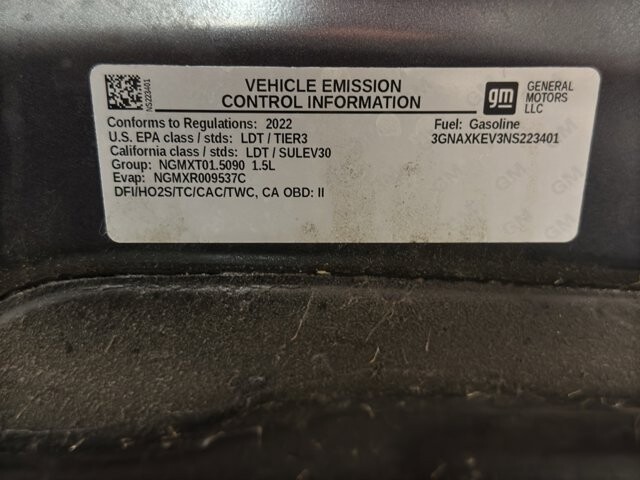 NS223401
VEHICLE EMISSION
CONTROL INFORMATION
gm
GENERAL
MOTORS
LLC
Conforms to Regulations: 2022
U.S. EPA class / stds: LDT / TIER3
California class / stds: LDT / SULEV30
Group: NGMXT01.5090 1.5L
Evap: NGMXR009537C
DFI/HO2S/TC/CAC/TWC, CA OBD: II
Fuel: Gasoline
3GNAXKEV3NS223401